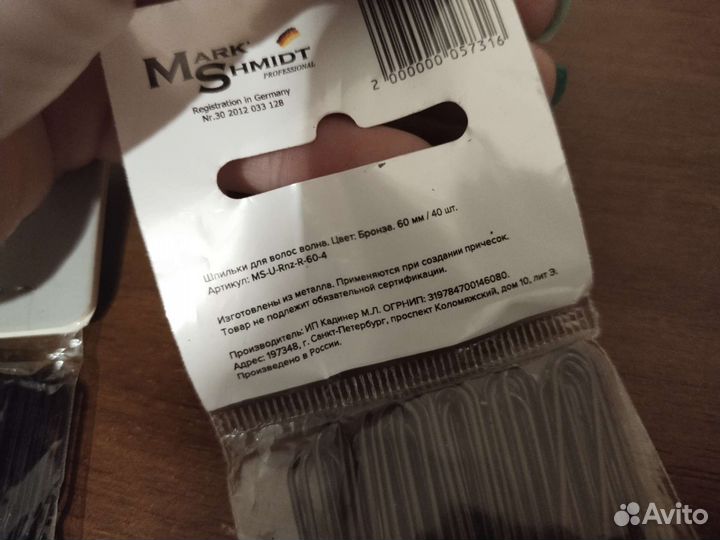 MARK
SHMIDT
PROFESSIONAL
Registration in Germany
Nr.30 2012 033 128
2 000000 057316
Шпильки для волос волна. Цвет: Бронза. 60 мм / 40 шт.
Артикул: MS-U-Rnz-R-60-4
Изготовлены из металла. Применяются при создании причесок.
Товар не подлежит обязательной сертификации.
Производитель: ИП Кадинер М.Л. ОГРНИП: 319784700146080.
Адрес: 197348, г. Санкт-Петербург, проспект Коломяжский, дом 10, лит Э.
Произведено в России.
Avito